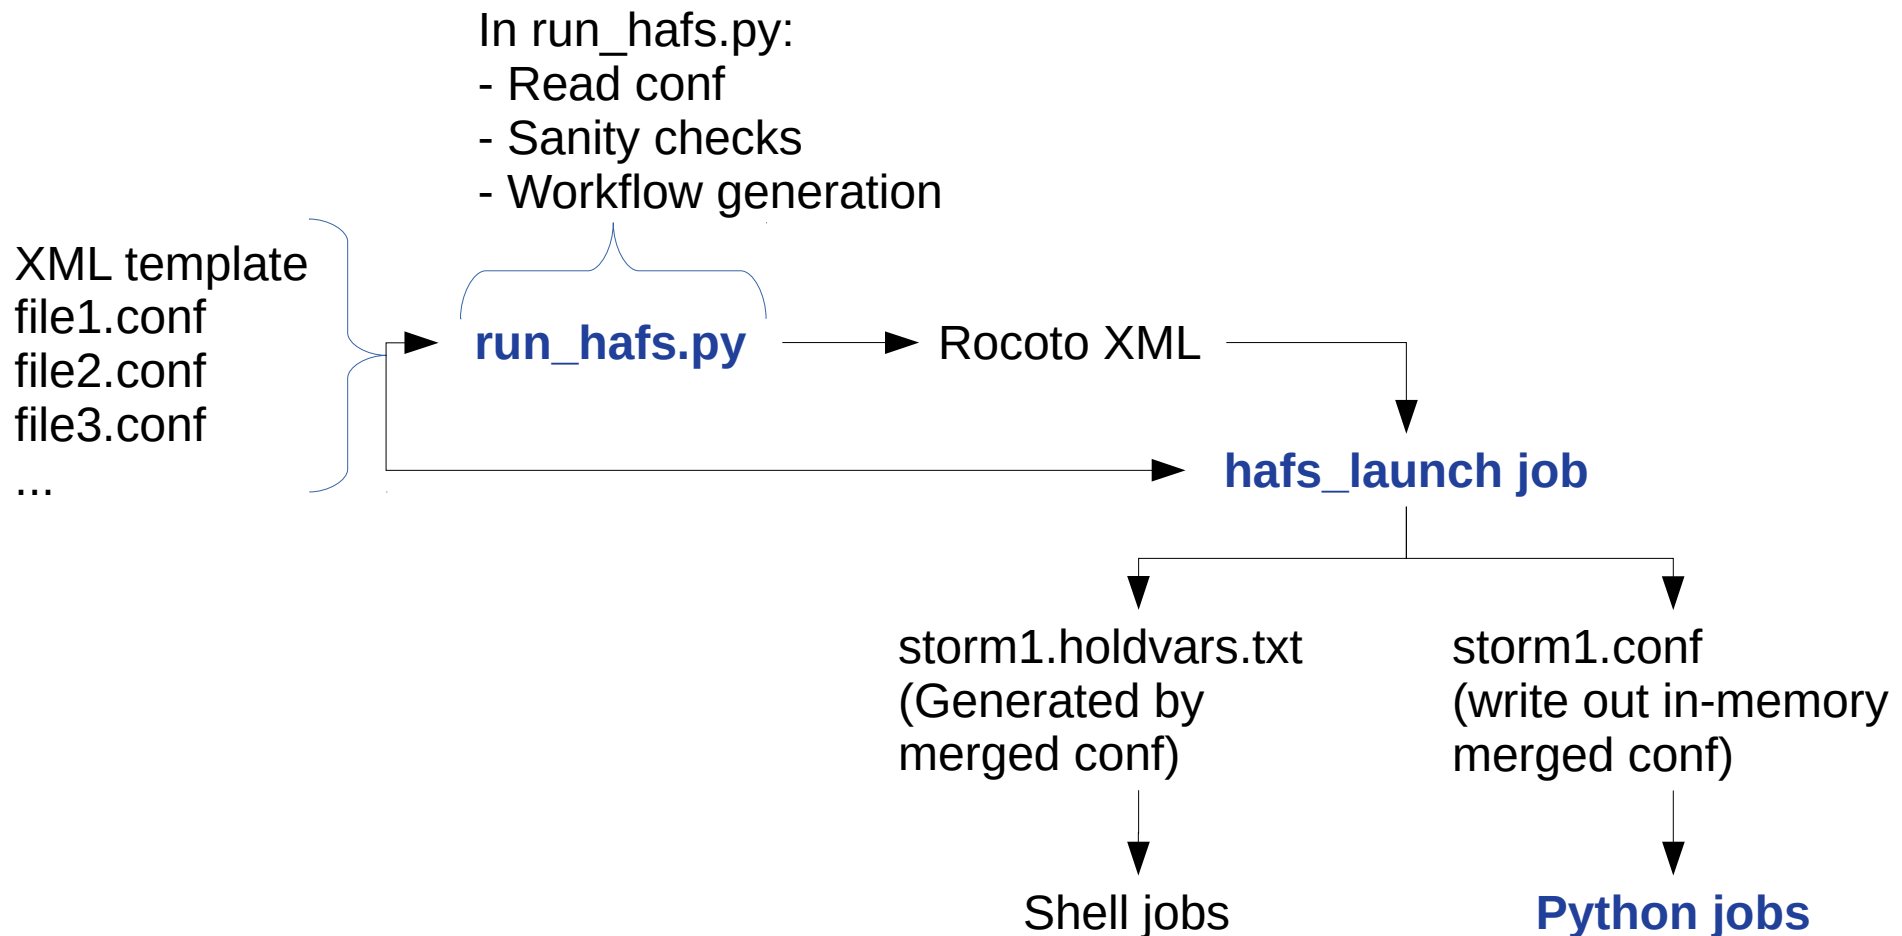 In run_hafs.py:
- Read conf
- Sanity checks
- Workflow generation
XML template
file1.conf
file2.conf
file3.conf
...
run_hafs.py
Rocoto XML
hafs_launch job
storm1.holdvars.txt
(Generated by
merged conf)
storm1.conf
(write out in-memory
merged conf)
Shell jobs
Python jobs